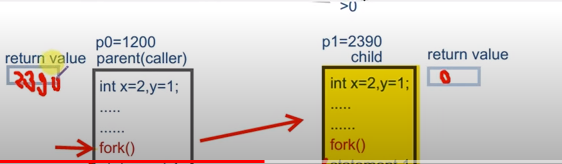 >0
p0=1200
parent(caller)
return value
2390
int x=2,y=1;
.....
......
fork()
p1=2390
child
return value
0
int x=2,y=1;
.....
......
fork()